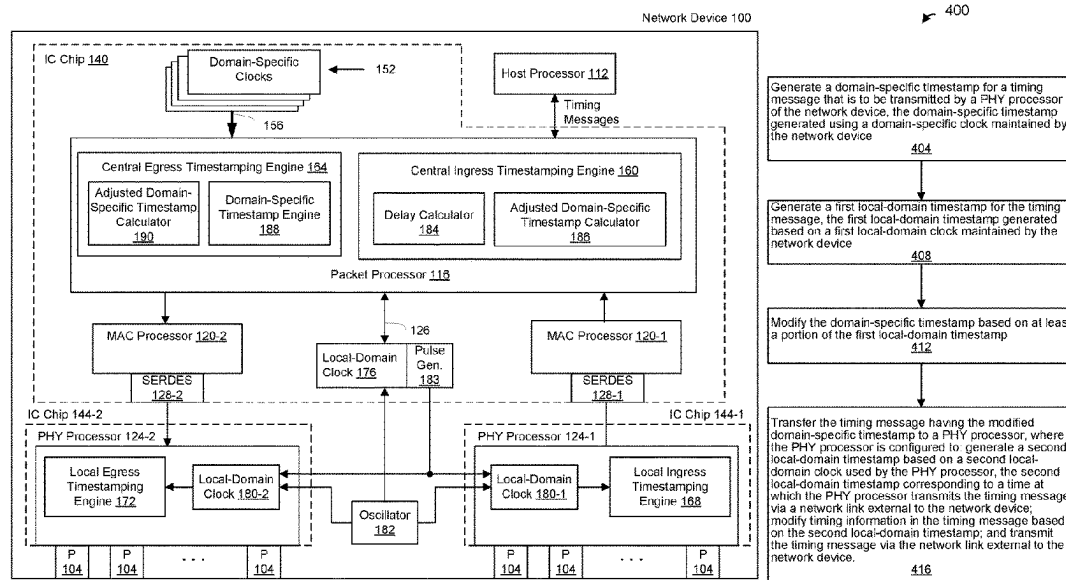 Network Device 100
IC Chip 140
Domain-Specific
Clocks
152
Host Processor 112
156
Timing
Messages
Central Egress Timestamping Engine 164
Adjusted Domain-
Specific Timestamp
Calculator
190
Domain-Specific
Timestamp Engine
188
Central Ingress Timestamping Engine 160
Delay Calculator
184
Adjusted Domain-Specific
Timestamp Calculator
186
Packet Processor 116
MAC Processor 120-2
SERDES
128-2
126
Local-Domain
Clock 176
Pulse
Gen.
183
MAC Processor 120-1
SERDES
128-1
IC Chip 144-2
PHY Processor 124-2
Local Egress
Timestamping
Engine 172
Local-Domain
Clock 180-2
Oscillator
182
IC Chip 144-1
PHY Processor 124-1
Local-Domain
Clock 180-1
Local Ingress
Timestamping
Engine 168
P
104
P
104
. . .
P
104
P
104
P
104
. . .
P
104
400
Generate a domain-specific timestamp for a timing
message that is to be transmitted by a PHY processor
of the network device, the domain-specific timestamp
generated using a domain-specific clock maintained by
the network device
404
Generate a first local-domain timestamp for the timing
message, the first local-domain timestamp generated
based on a first local-domain clock maintained by the
network device
408
Modify the domain-specific timestamp based on at leas
a portion of the first local-domain timestamp
412
Transfer the timing message having the modified
domain-specific timestamp to a PHY processor, where
the PHY processor is configured to: generate a second
local-domain timestamp based on a second local-
domain clock used by the PHY processor, the second
local-domain timestamp corresponding to a time at
which the PHY processor transmits the timing message
via a network link external to the network device;
modify timing information in the timing message based
on the second local-domain timestamp; and transmit
the timing message via the network link external to the
network device.
416